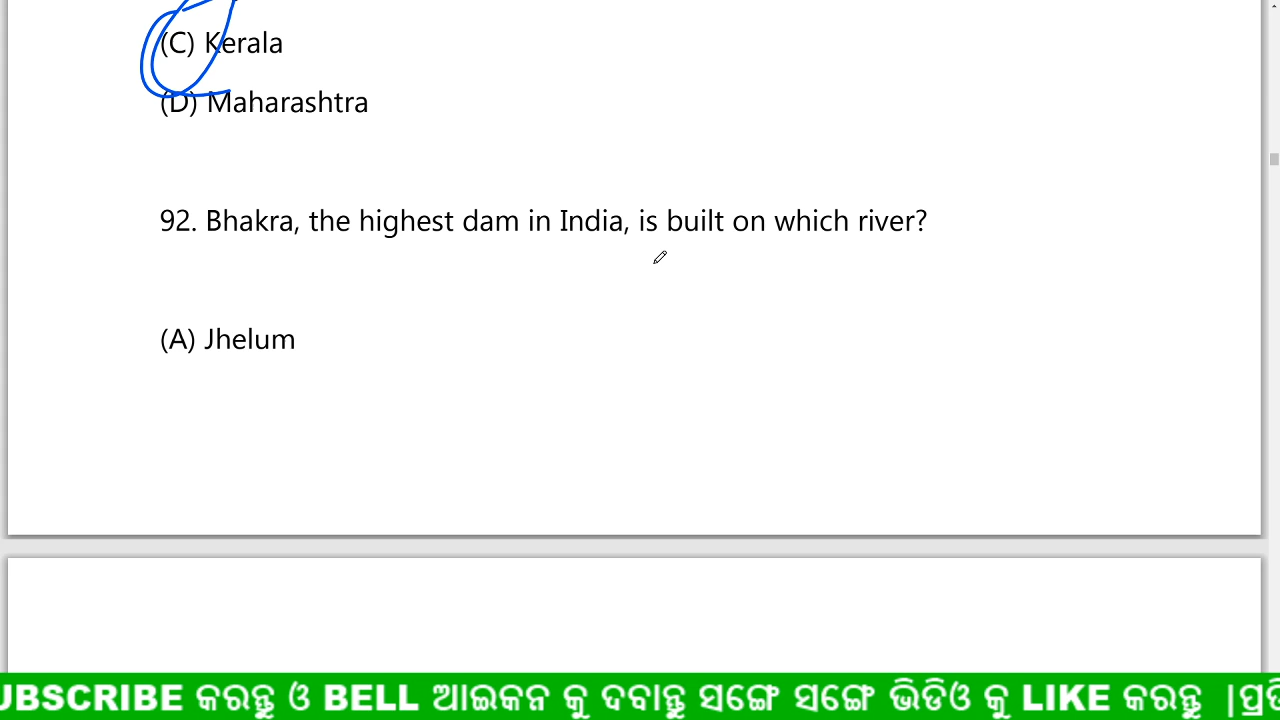 (C) Kerala
(D) Maharashtra
92. Bhakra, the highest dam in India, is built on which river?
(A) Jhelum
UBSCRIBE କରନ୍ତୁ ଓ BELL ଆଇକନ କୁ ଦବାନ୍ତୁ ସଙ୍ଗେ ସଙ୍ଗେ ଭିଡିଓ କୁ LIKE କରନ୍ତୁ |ପ୍ରତି